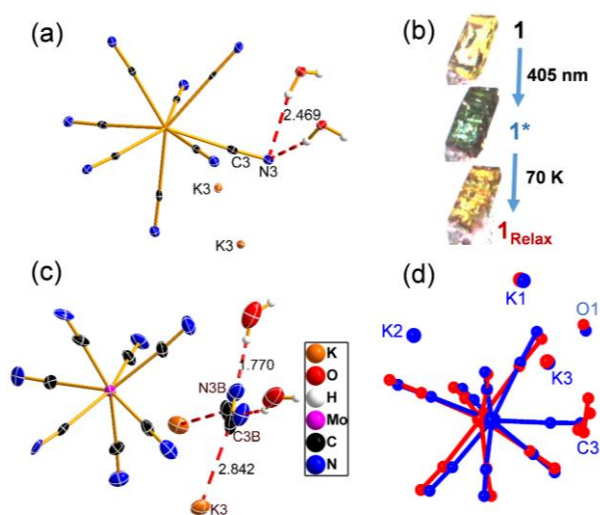 (a)
2.469
C3
N3
K3
K3
(b)
1
405 nm
1*
70 K
1Relax
(c)
1.770
N3B
C3B
2.842
K3
K
O
H
Mo
C
N
(d)
K1
O1
K2
K3
C3